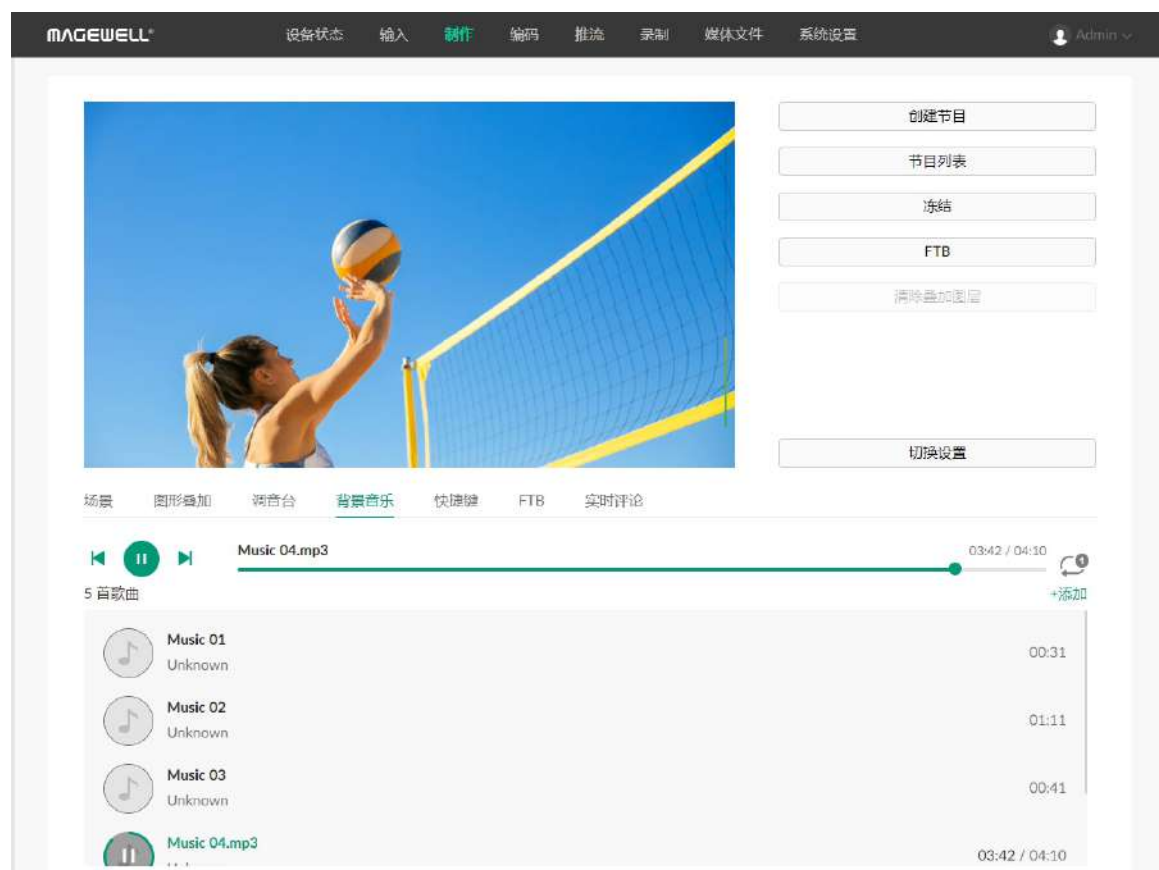 MAGEWELL®
设备状态 输入 制作 编码 推流 录制 媒体文件 系统设置 Admin
创建节目
节目列表
冻结
FTB
清除叠加图层
切换设置
场景 图形叠加 调音台 背景音乐 快捷键 FTB 实时评论
Music 04.mp3 03:42 / 04:10
1
5 首歌曲 +添加
Music 01
Unknown 00:31
Music 02
Unknown 01:11
Music 03
Unknown 00:41
Music 04.mp3
03:42 / 04:10